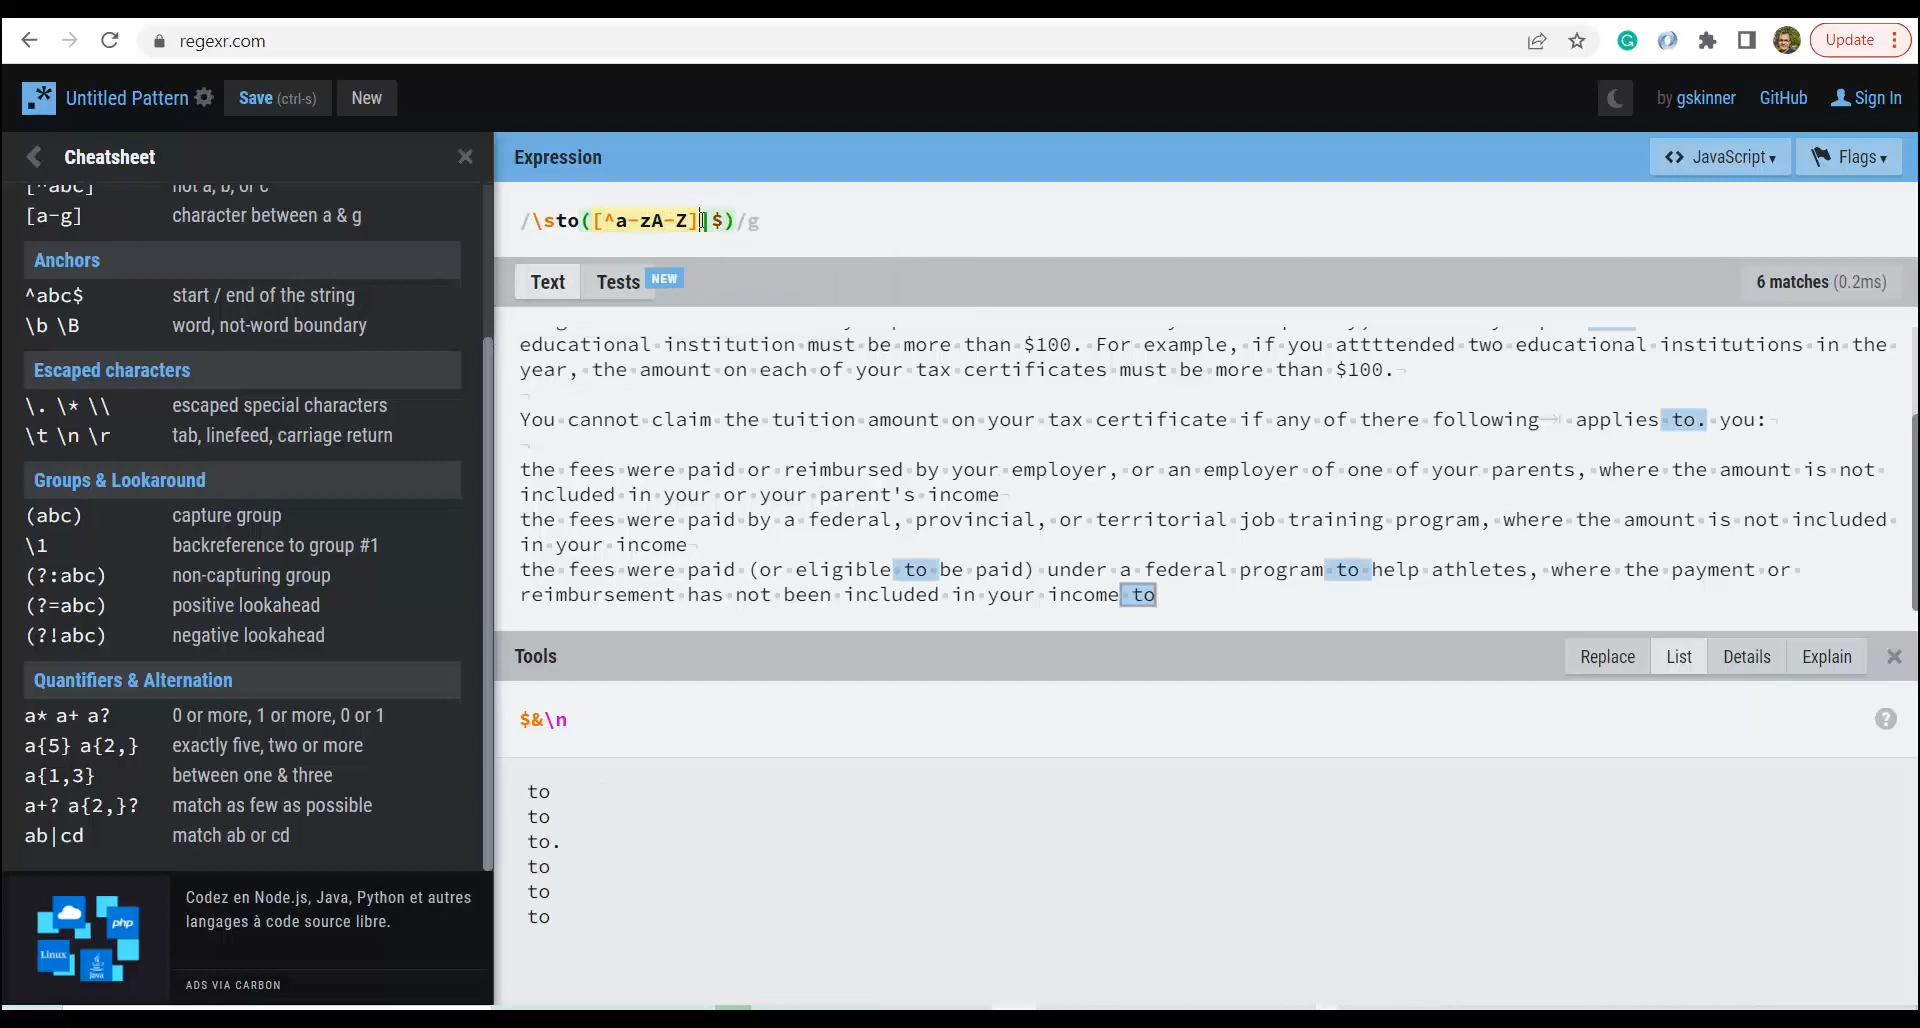 regexr.com
Update
Untitled Pattern
Save (ctrl-s)
New
by gskinner
GitHub
Sign In
Cheatsheet
[^abc] not a, b, or c
[a-g] character between a & g
Anchors
^abc$ start / end of the string
\b \B word, not-word boundary
Escaped characters
\. \* \\ escaped special characters
\t \n \r tab, linefeed, carriage return
Groups & Lookaround
(abc) capture group
\1 backreference to group #1
(?:abc) non-capturing group
(?=abc) positive lookahead
(?!abc) negative lookahead
Quantifiers & Alternation
a* a+ a? 0 or more, 1 or more, 0 or 1
a{5} a{2,} exactly five, two or more
a{1,3} between one & three
a+? a{2,}? match as few as possible
ab|cd match ab or cd
php
Linux
Java
Codez en Node.js, Java, Python et autres
langages à code source libre.
ADS VIA CARBON
Expression
JavaScript
Flags
/\sto([^a-zA-Z]|$)/g
Text
Tests
NEW
6 matches (0.2ms)
educational institution must be more than $100. For example, if you attttended two educational institutions in the
year, the amount on each of your tax certificates must be more than $100.
You cannot claim the tuition amount on your tax certificate if any of there following applies to. you:
the fees were paid or reimbursed by your employer, or an employer of one of your parents, where the amount is not
included in your or your parent's income
the fees were paid by a federal, provincial, or territorial job training program, where the amount is not included
in your income
the fees were paid (or eligible to be paid) under a federal program to help athletes, where the payment or
reimbursement has not been included in your income to
Tools
Replace
List
Details
Explain
$&\n
to
to
to.
to
to
to